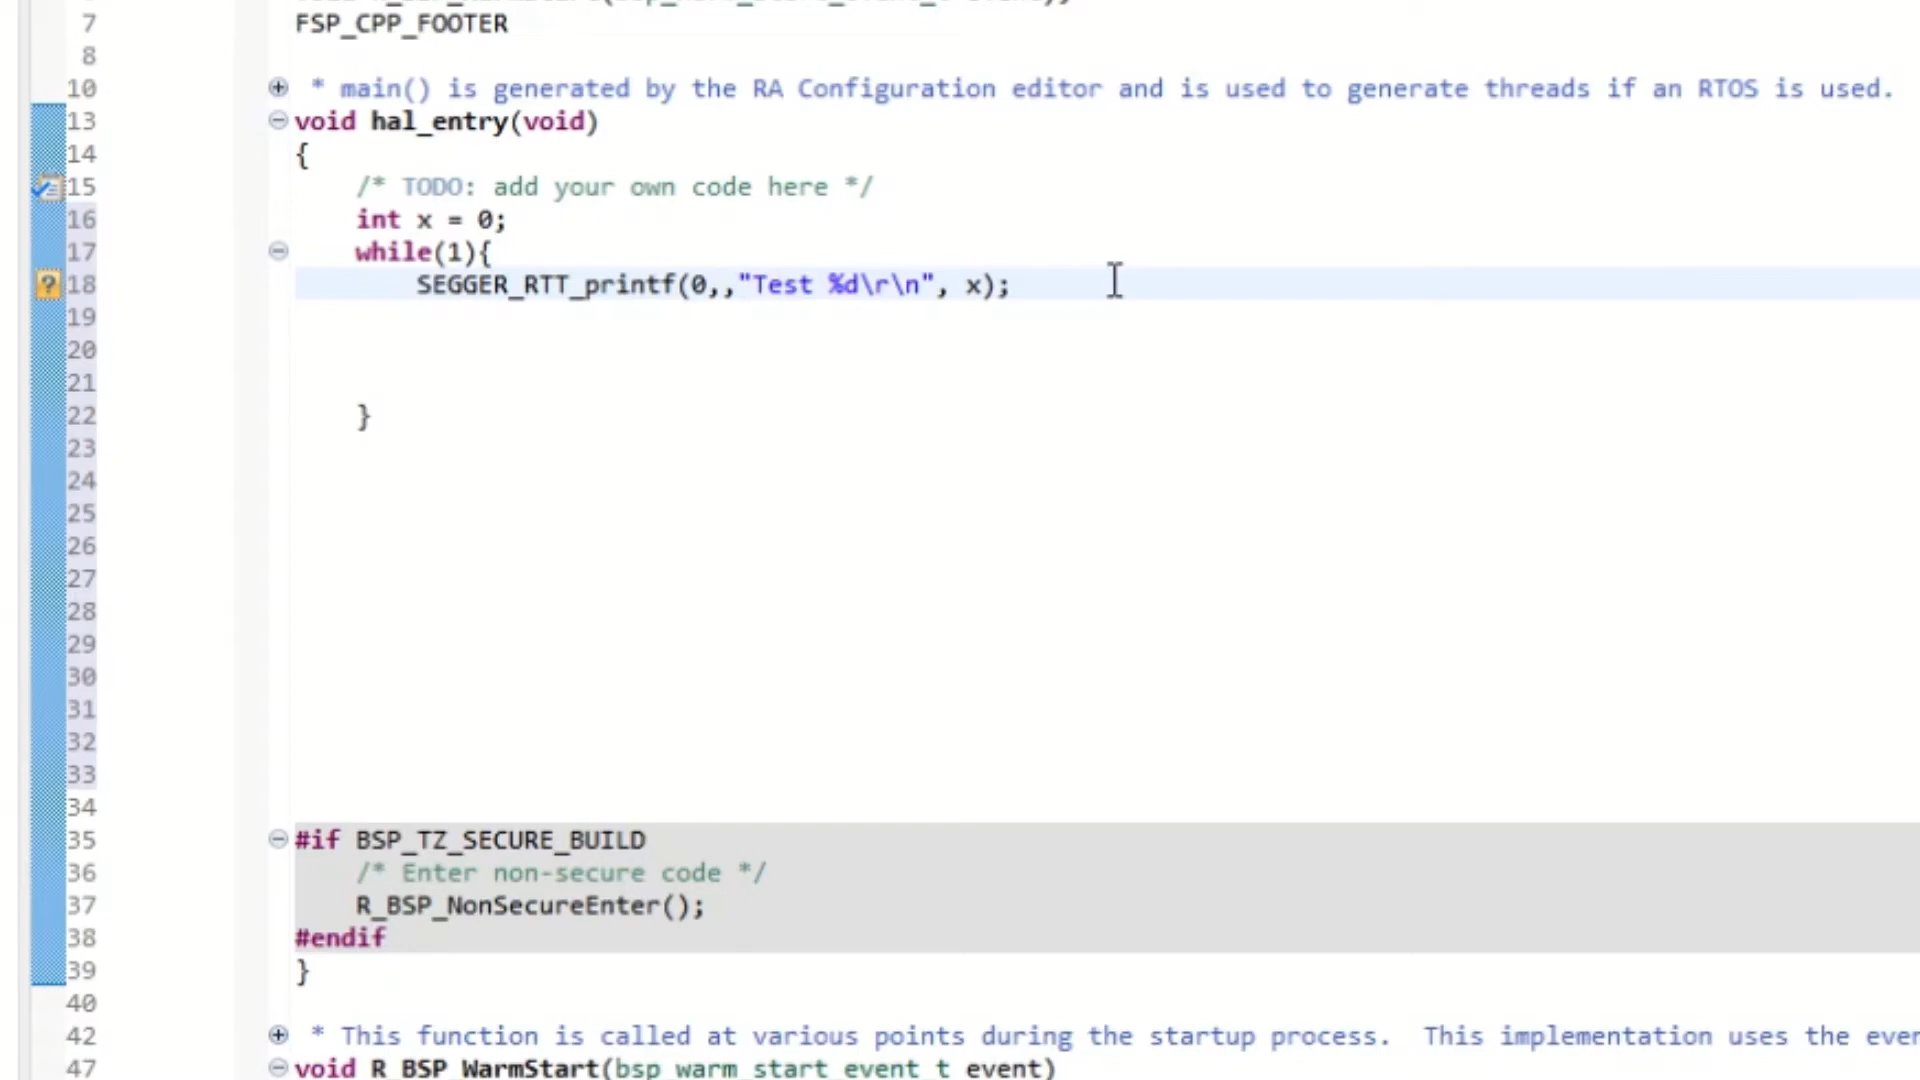 7 FSP_CPP_FOOTER
8
10 * main() is generated by the RA Configuration editor and is used to generate threads if an RTOS is used.
13 void hal_entry(void)
14 {
15 /* TODO: add your own code here */
16 int x = 0;
17 while(1){
18 SEGGER_RTT_printf(0,,"Test %d\r\n", x);
19
20
21
22 }
23
24
25
26
27
28
29
30
31
32
33
34
35 #if BSP_TZ_SECURE_BUILD
36 /* Enter non-secure code */
37 R_BSP_NonSecureEnter();
38 #endif
39 }
40
42 * This function is called at various points during the startup process.  This implementation uses the even
47 void R_BSP_WarmStart(bsp_warm_start_event_t event)